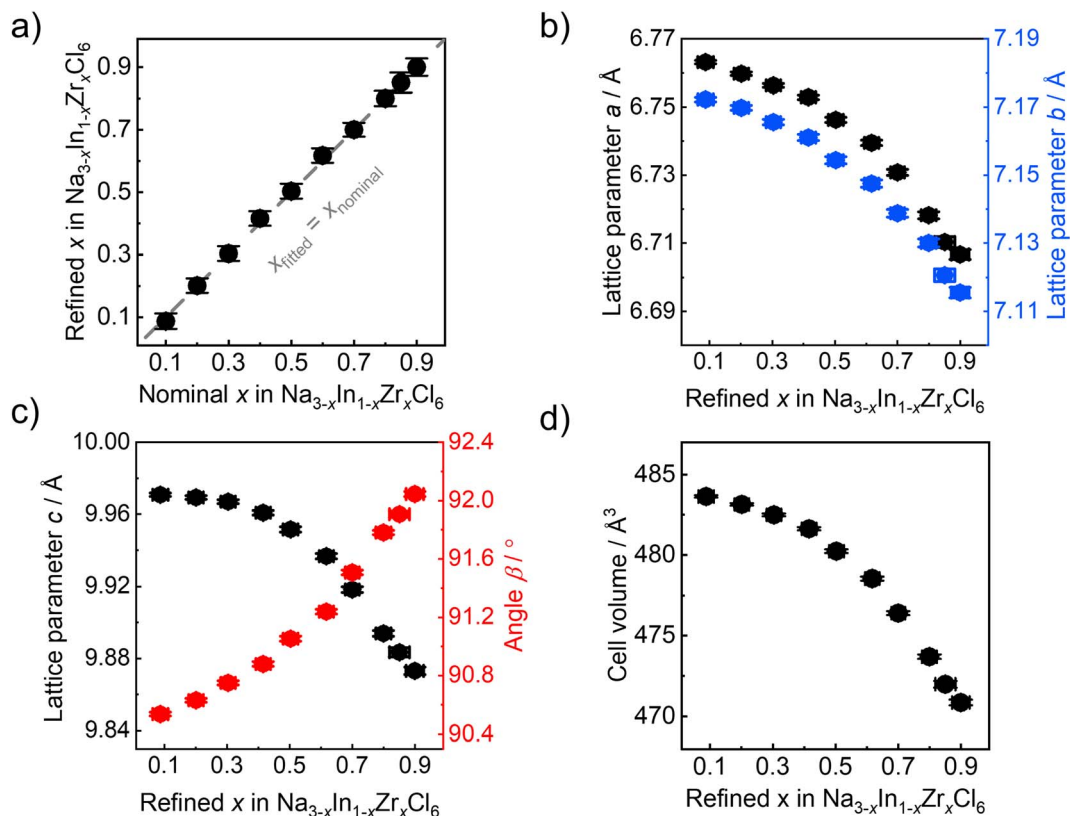 a)
Refined x in Na3-xIn1-xZrxCl6
0.9
0.7
0.5
0.3
0.1
xfitted = xnominal
0.1 0.3 0.5 0.7 0.9
Nominal x in Na3-xIn1-xZrxCl6
b)
Lattice parameter a / Å
6.77
6.75
6.73
6.71
6.69
7.19
7.17
7.15
7.13
7.11
Lattice parameter b / Å
0.1 0.3 0.5 0.7 0.9
Refined x in Na3-xIn1-xZrxCl6
c)
Lattice parameter c / Å
10.00
9.96
9.92
9.88
9.84
92.4
92.0
91.6
91.2
90.8
90.4
Angle β / °
0.1 0.3 0.5 0.7 0.9
Refined x in Na3-xIn1-xZrxCl6
d)
Cell volume / Å3
485
480
475
470
0.1 0.3 0.5 0.7 0.9
Refined x in Na3-xIn1-xZrxCl6